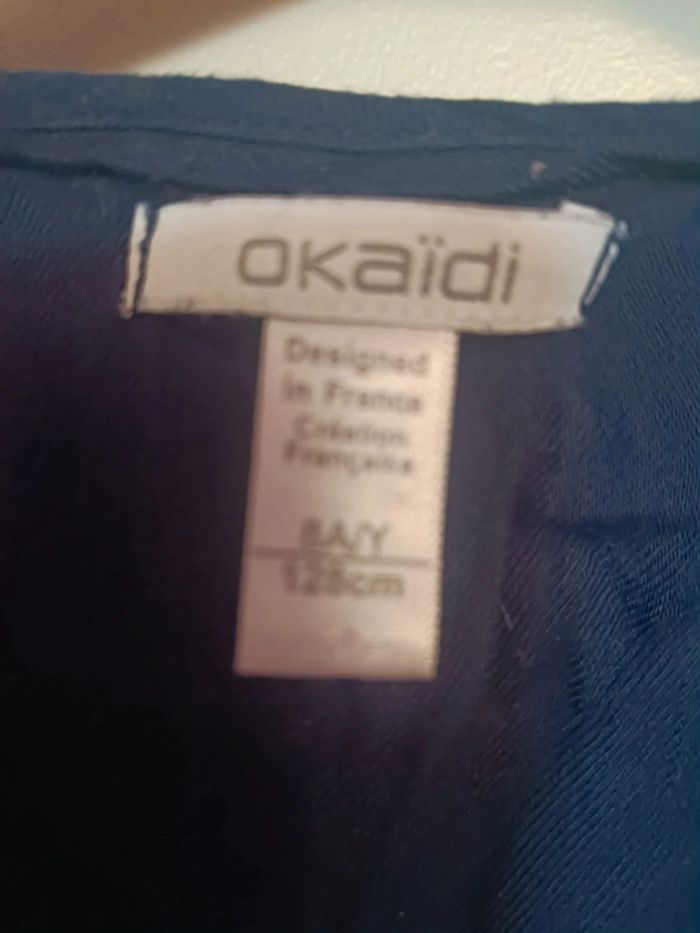 okaïdi
Designed
in France
Création
Française
8A/Y
128cm